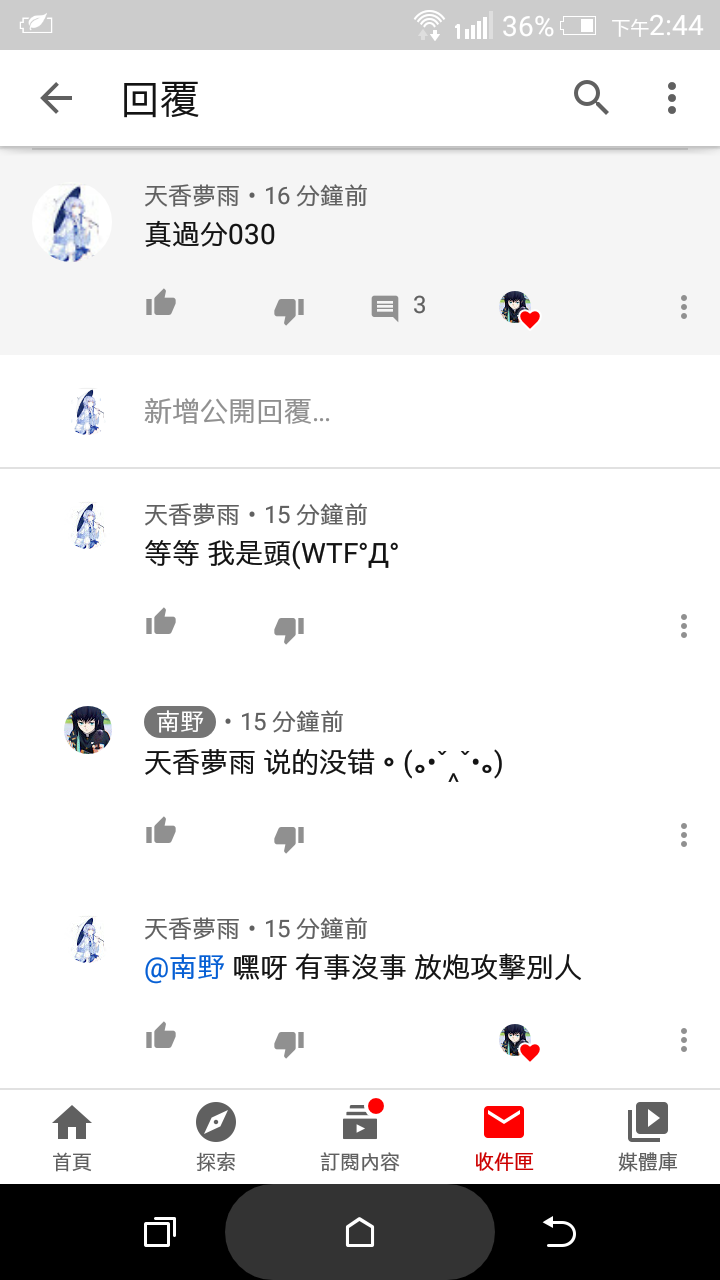 1 36% 下午2:44
回覆
天香夢雨 • 16 分鐘前
真過分030
3
新增公開回覆...
天香夢雨 • 15 分鐘前
等等 我是頭(WTF°Д°
南野 • 15 分鐘前
天香夢雨 说的没错。(｡•ˇ‸ˇ•｡)
天香夢雨 • 15 分鐘前
@南野 嘿呀 有事沒事 放炮攻擊別人
首頁 探索 訂閱內容 收件匣 媒體庫